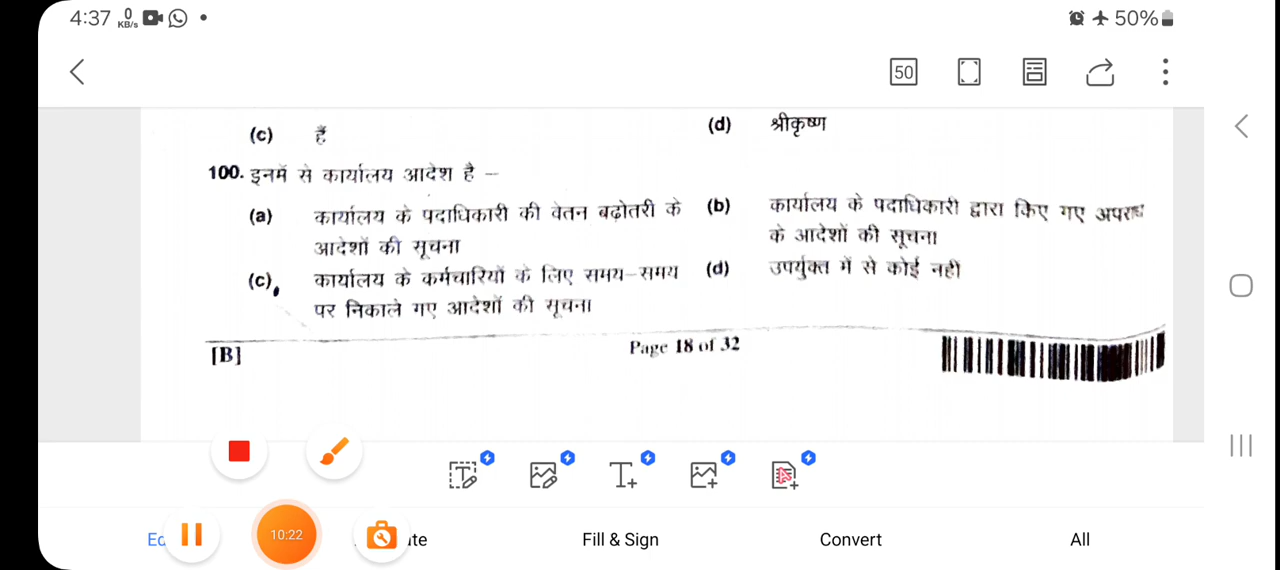 4:37 0 KB/s 50%
50
(c) हैं (d) श्रीकृष्ण
100. इनमें से कार्यालय आदेश है –
(a) कार्यालय के पदाधिकारी की वेतन बढ़ोतरी के
आदेशों की सूचना
(b) कार्यालय के पदाधिकारी द्वारा किए गए अपराध
के आदेशों की सूचना
(c) कार्यालय के कर्मचारियों के लिए समय–समय
पर निकाले गए आदेशों की सूचना
(d) उपर्युक्त में से कोई नहीं
[B] Page 18 of 32
10:22
Fill & Sign Convert All